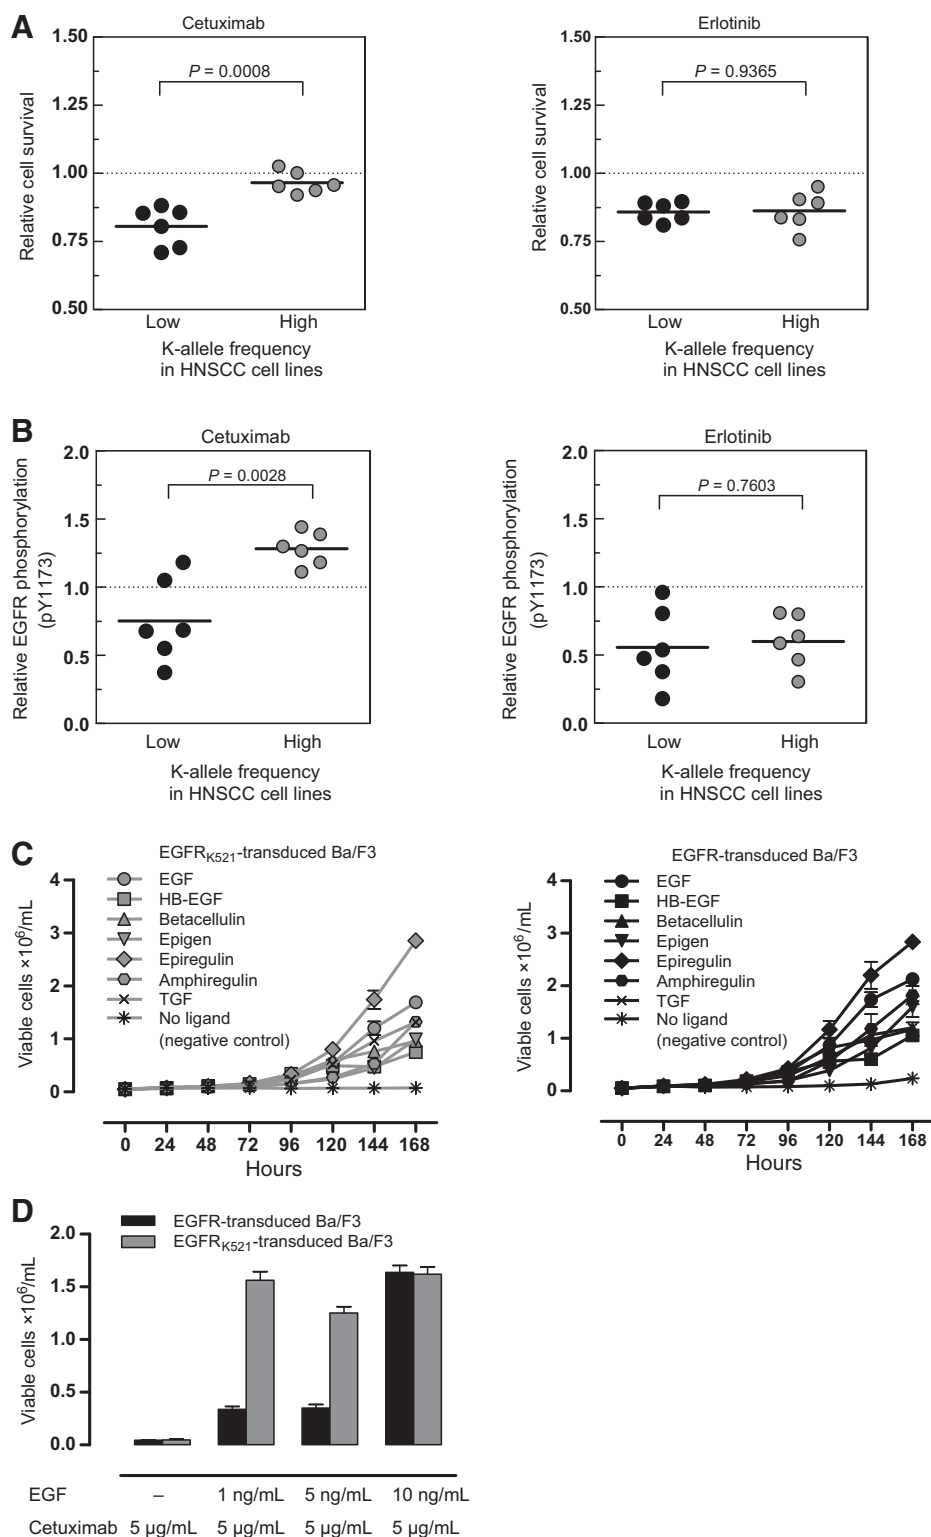 A
Cetuximab
1.50
1.25
1.00
0.75
0.50
Relative cell survival
P = 0.0008
Low High
K-allele frequency
in HNSCC cell lines
Erlotinib
1.50
1.25
1.00
0.75
0.50
Relative cell survival
P = 0.9365
Low High
K-allele frequency
in HNSCC cell lines
B
Cetuximab
2.0
1.5
1.0
0.5
0.0
Relative EGFR phosphorylation
(pY1173)
P = 0.0028
Low High
K-allele frequency
in HNSCC cell lines
Erlotinib
2.0
1.5
1.0
0.5
0.0
Relative EGFR phosphorylation
(pY1173)
P = 0.7603
Low High
K-allele frequency
in HNSCC cell lines
C
EGFRK521-transduced Ba/F3
4
3
2
1
0
Viable cells ×10⁶/mL
EGF
HB-EGF
Betacellulin
Epigen
Epiregulin
Amphiregulin
TGF
No ligand
(negative control)
0 24 48 72 96 120 144 168
Hours
EGFR-transduced Ba/F3
4
3
2
1
0
Viable cells ×10⁶/mL
EGF
HB-EGF
Betacellulin
Epigen
Epiregulin
Amphiregulin
TGF
No ligand
(negative control)
0 24 48 72 96 120 144 168
Hours
D
EGFR-transduced Ba/F3
EGFRK521-transduced Ba/F3
2.0
1.5
1.0
0.5
0.0
Viable cells ×10⁶/mL
EGF – 1 ng/mL 5 ng/mL 10 ng/mL
Cetuximab 5 µg/mL 5 µg/mL 5 µg/mL 5 µg/mL